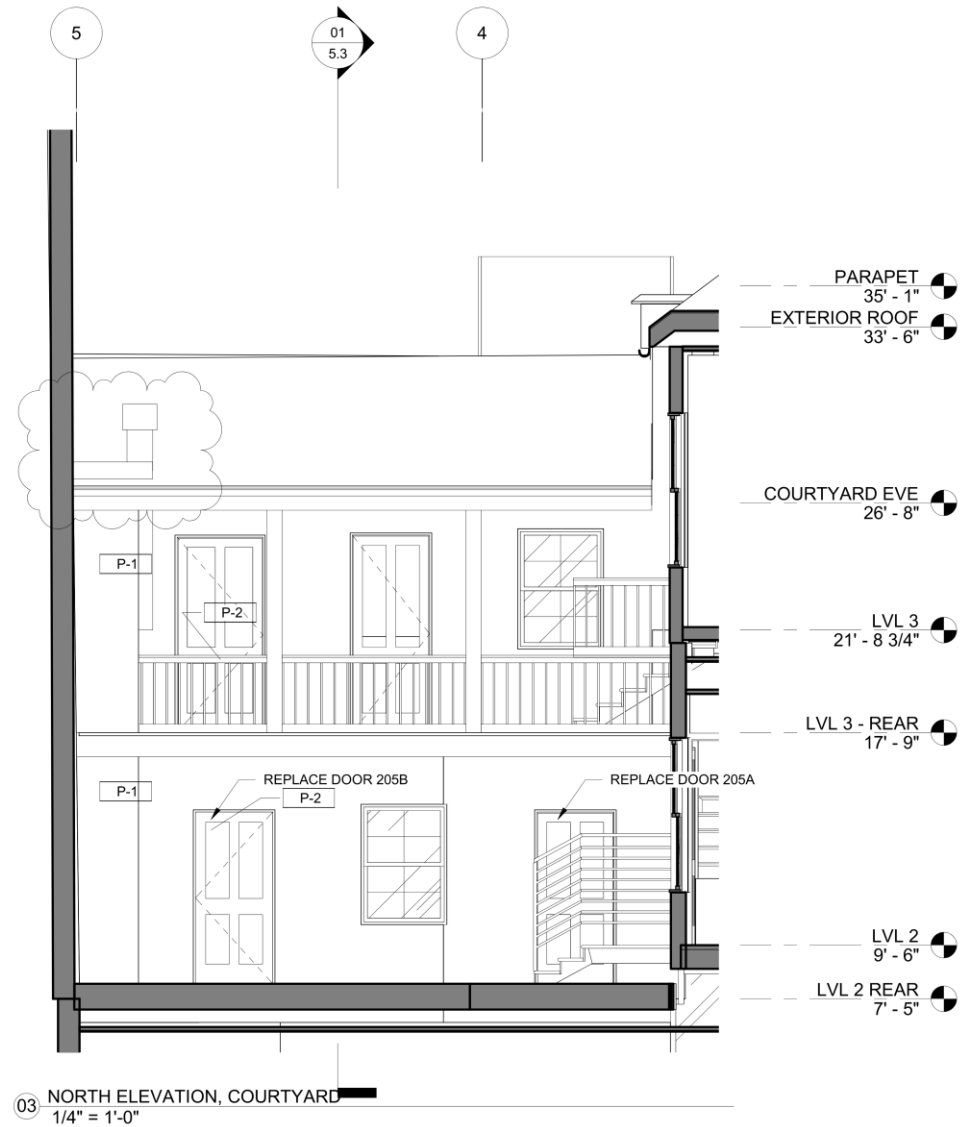 5
01
5.3
4
PARAPET
35' - 1"
EXTERIOR ROOF
33' - 6"
COURTYARD EVE
26' - 8"
P-1
P-2
LVL 3
21' - 8 3/4"
LVL 3 - REAR
17' - 9"
P-1
REPLACE DOOR 205B
P-2
REPLACE DOOR 205A
LVL 2
9' - 6"
LVL 2 REAR
7' - 5"
03
NORTH ELEVATION, COURTYARD
1/4" = 1'-0"